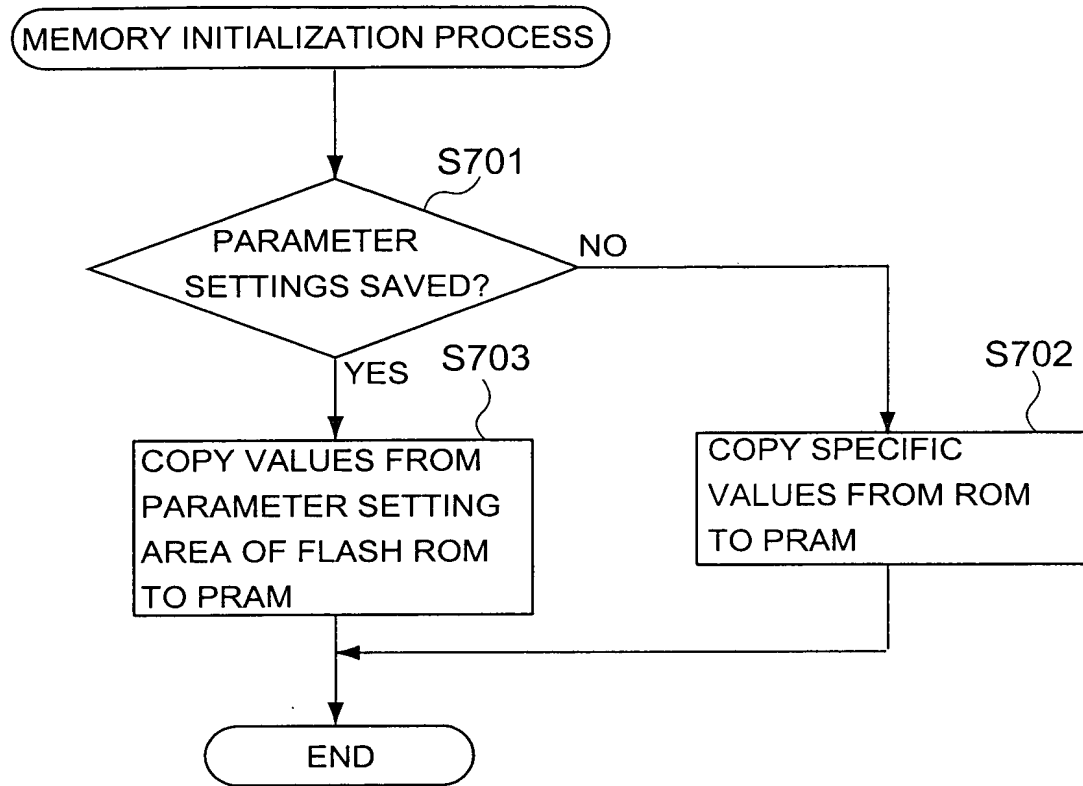 MEMORY INITIALIZATION PROCESS
S701
PARAMETER
SETTINGS SAVED?
NO
YES
S703
COPY VALUES FROM
PARAMETER SETTING
AREA OF FLASH ROM
TO PRAM
S702
COPY SPECIFIC
VALUES FROM ROM
TO PRAM
END